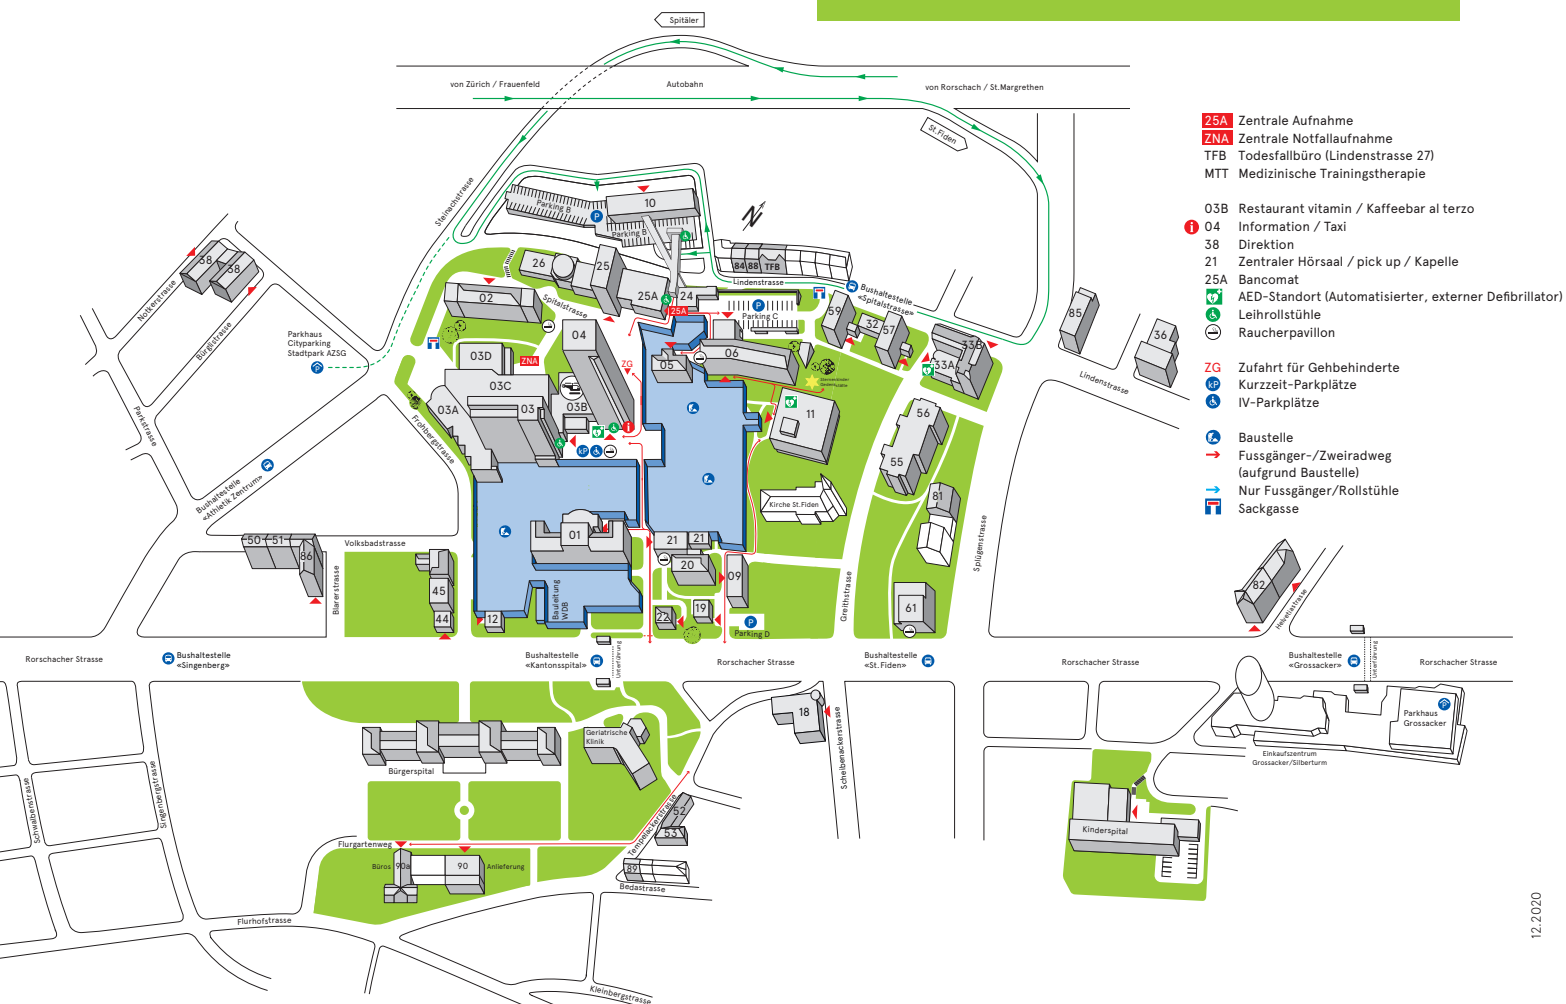 Spitäler
von Zürich / Frauenfeld
Autobahn
von Rorschach / St.Margrethen
St.Fiden
Steinachstrasse
Parking B
10
Parking B
N
38
38
Notkerstrasse
Bürglistrasse
26
25
25A
24
84
88
TFB
Lindenstrasse
Bushaltestelle
«Spitalstrasse»
02
Spitalstrasse
25A
Parking C
59
32
57
33B
33A
85
36
Lindenstrasse
Parkhaus
Cityparking
Stadtpark AZSG
04
03D
ZNA
ZG
03C
03A
03
03B
05
06
11
56
55
81
Parkstrasse
Frohbergstrasse
Bushaltestelle
«Athletik Zentrum»
Kirche St.Fiden
01
21
21
20
09
50
51
86
Volksbadstrasse
Blarerstrasse
45
44
12
Bauleitung
WDB
22
19
Parking D
Greithstrasse
61
Splügenstrasse
82
Helvetiastrasse
Rorschacher Strasse
Bushaltestelle
«Singenberg»
Bushaltestelle
«Kantonsspital»
Unterführung
Rorschacher Strasse
Bushaltestelle
«St.Fiden»
Rorschacher Strasse
Bushaltestelle
«Grossacker»
Unterführung
Rorschacher Strasse
18
Scheibenackerstrasse
Geriatrische
Klinik
Bürgerspital
Parkhaus
Grossacker
Einkaufszentrum
Grossacker/Silberturm
Schwalbenstrasse
Singenbergstrasse
Tempelackerstrasse
52
53
89
Bedastrasse
Flurgartenweg
Büros
90a
90
Anlieferung
Flurhofstrasse
Kleinbergstrasse
Kinderspital
25A Zentrale Aufnahme
ZNA Zentrale Notfallaufnahme
TFB Todesfallbüro (Lindenstrasse 27)
MTT Medizinische Trainingstherapie
03B Restaurant vitamin / Kaffeebar al terzo
i 04 Information / Taxi
38 Direktion
21 Zentraler Hörsaal / pick up / Kapelle
25A Bancomat
AED-Standort (Automatisierter, externer Defibrillator)
Leihrollstühle
Raucherpavillon
ZG Zufahrt für Gehbehinderte
kP Kurzzeit-Parkplätze
IV-Parkplätze
Baustelle
Fussgänger-/Zweiradweg
(aufgrund Baustelle)
Nur Fussgänger/Rollstühle
Sackgasse
12.2020